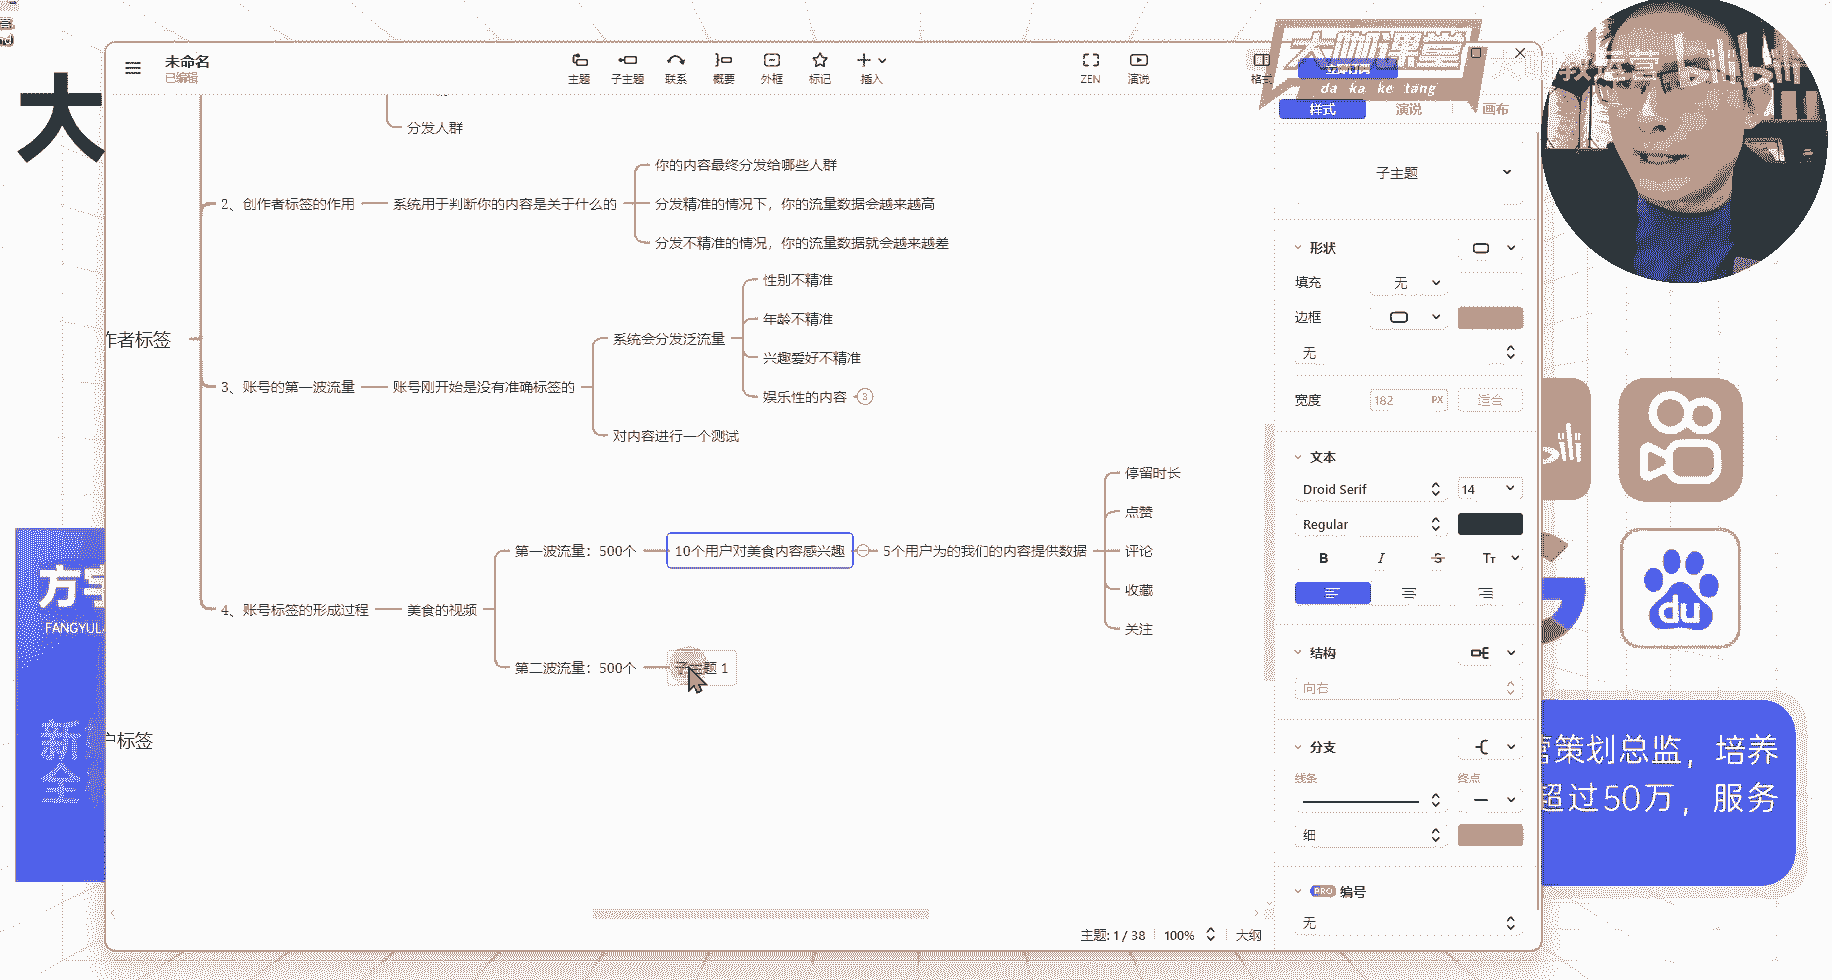 大
未命名
已编辑
主题
子主题
联系
概要
外框
标记
插入
ZEN
演说
格式
大咖课堂
da ka ke tang
立即订阅
大咖教运营
bilibili
样式
演说
画布
分发人群
2、创作者标签的作用
系统用于判断你的内容是关于什么的
你的内容最终分发给哪些人群
分发精准的情况下，你的流量数据会越来越高
分发不精准的情况，你的流量数据就会越来越差
作者标签
3、账号的第一波流量
账号刚开始是没有准确标签的
系统会分发泛流量
性别不精准
年龄不精准
兴趣爱好不精准
娱乐性的内容
3
对内容进行一个测试
4、账号标签的形成过程
美食的视频
第一波流量：500个
10个用户对美食内容感兴趣
5个用户为的我们的内容提供数据
停留时长
点赞
评论
收藏
关注
第二波流量：500个
子主题 1
户标签
子主题
形状
填充
无
边框
无
宽度
182
PX
适合
文本
Droid Serif
14
Regular
B
I
S
Tт
结构
向右
分支
线条
终点
细
PRO
编号
无
主题: 1 / 38
100%
大纲
方宇
FANGYUL
新
全
du
营策划总监，培养
超过50万，服务